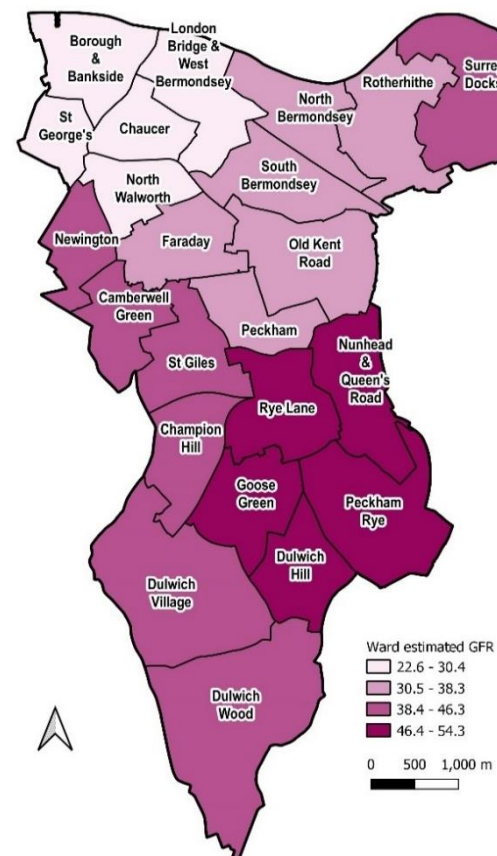 Borough
&
Bankside
London
Bridge &
West
Bermondsey
St
George's
Chaucer
North
Bermondsey
Rotherhithe
Surre
Docks
North
Walworth
South
Bermondsey
Newington
Faraday
Old Kent
Road
Camberwell
Green
Peckham
St Giles
Nunhead
&
Queen's
Road
Rye Lane
Champion
Hill
Goose
Green
Peckham
Rye
Dulwich
Hill
Dulwich
Village
Dulwich
Wood
Ward estimated GFR
22.6 - 30.4
30.5 - 38.3
38.4 - 46.3
46.4 - 54.3
0 500 1,000 m